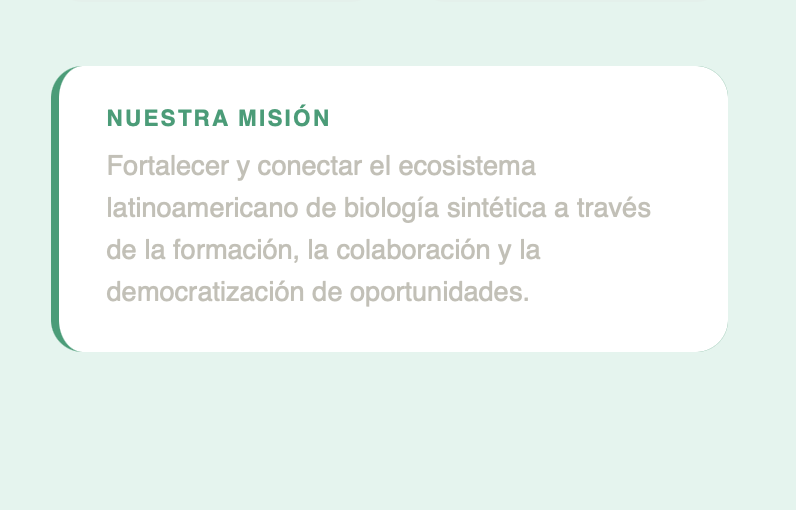 NUESTRA MISIÓN
Fortalecer y conectar el ecosistema
latinoamericano de biología sintética a través
de la formación, la colaboración y la
democratización de oportunidades.